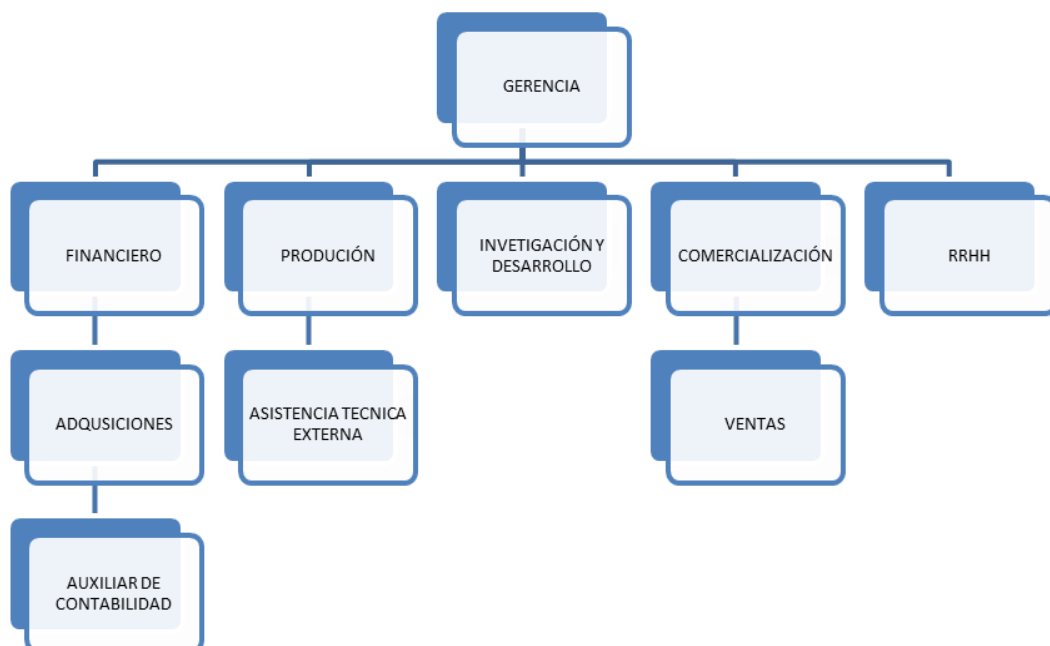 GERENCIA
FINANCIERO
PRODUCIÓN
INVETIGACIÓN Y
DESARROLLO
COMERCIALIZACIÓN
RRHH
ADQUSICIONES
ASISTENCIA TECNICA
EXTERNA
VENTAS
AUXILIAR DE
CONTABILIDAD